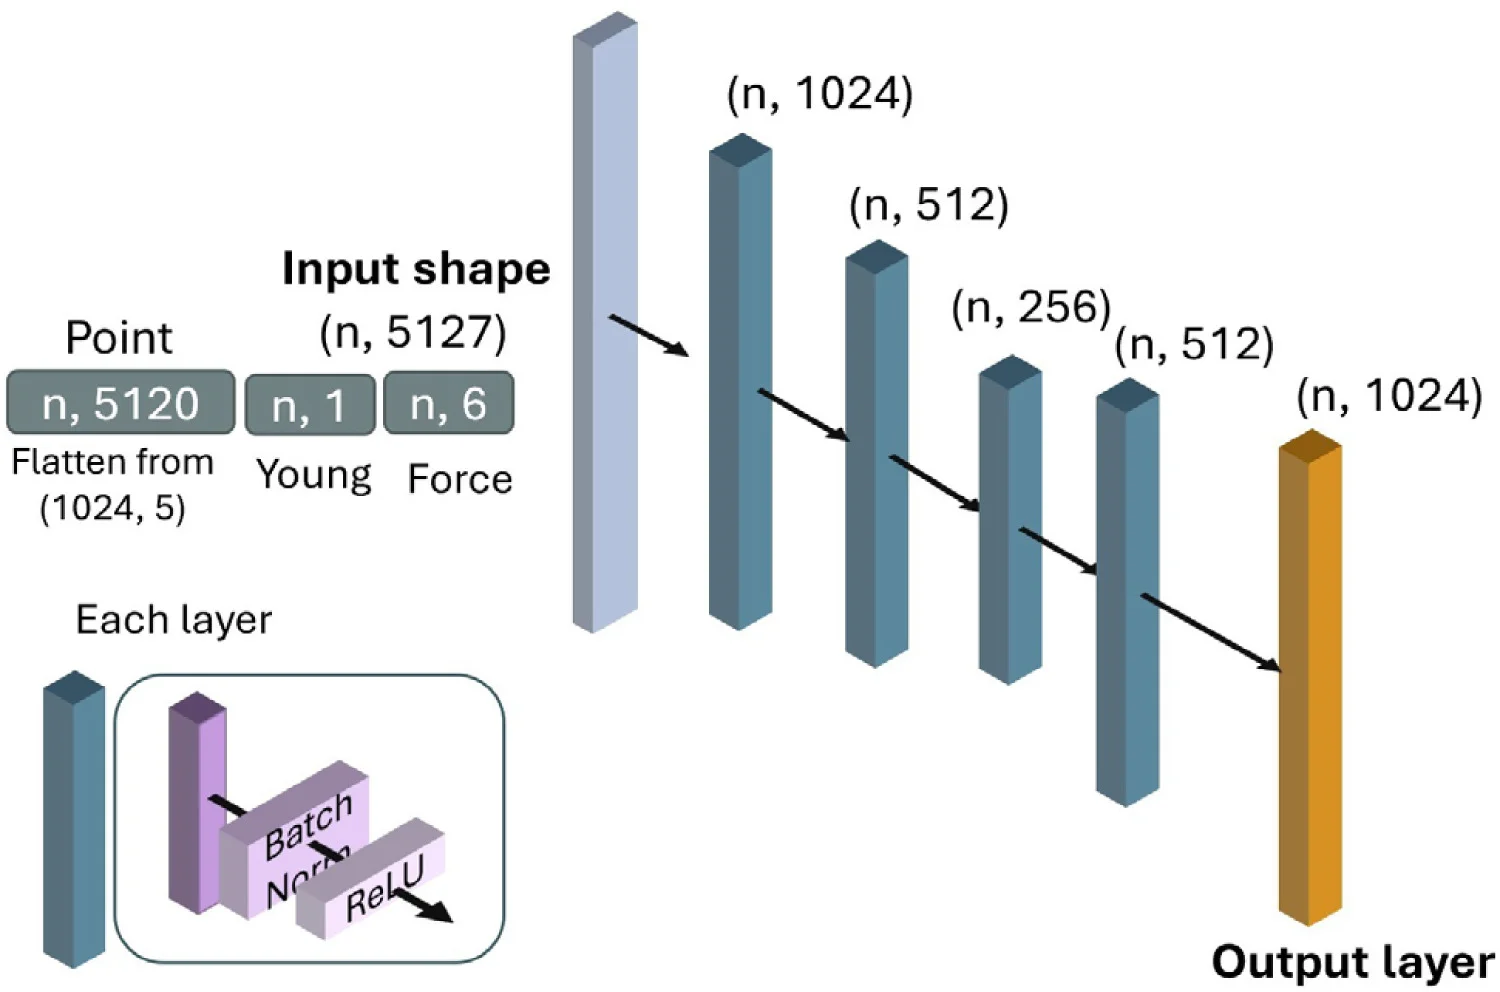 (n, 1024)
(n, 512)
Input shape
(n, 256)
(n, 5127)
(n, 512)
Point
n, 5120
n, 1
n, 6
(n, 1024)
Flatten from
(1024, 5)
Young
Force
Each layer
Batch
Norm
ReLU
Output layer